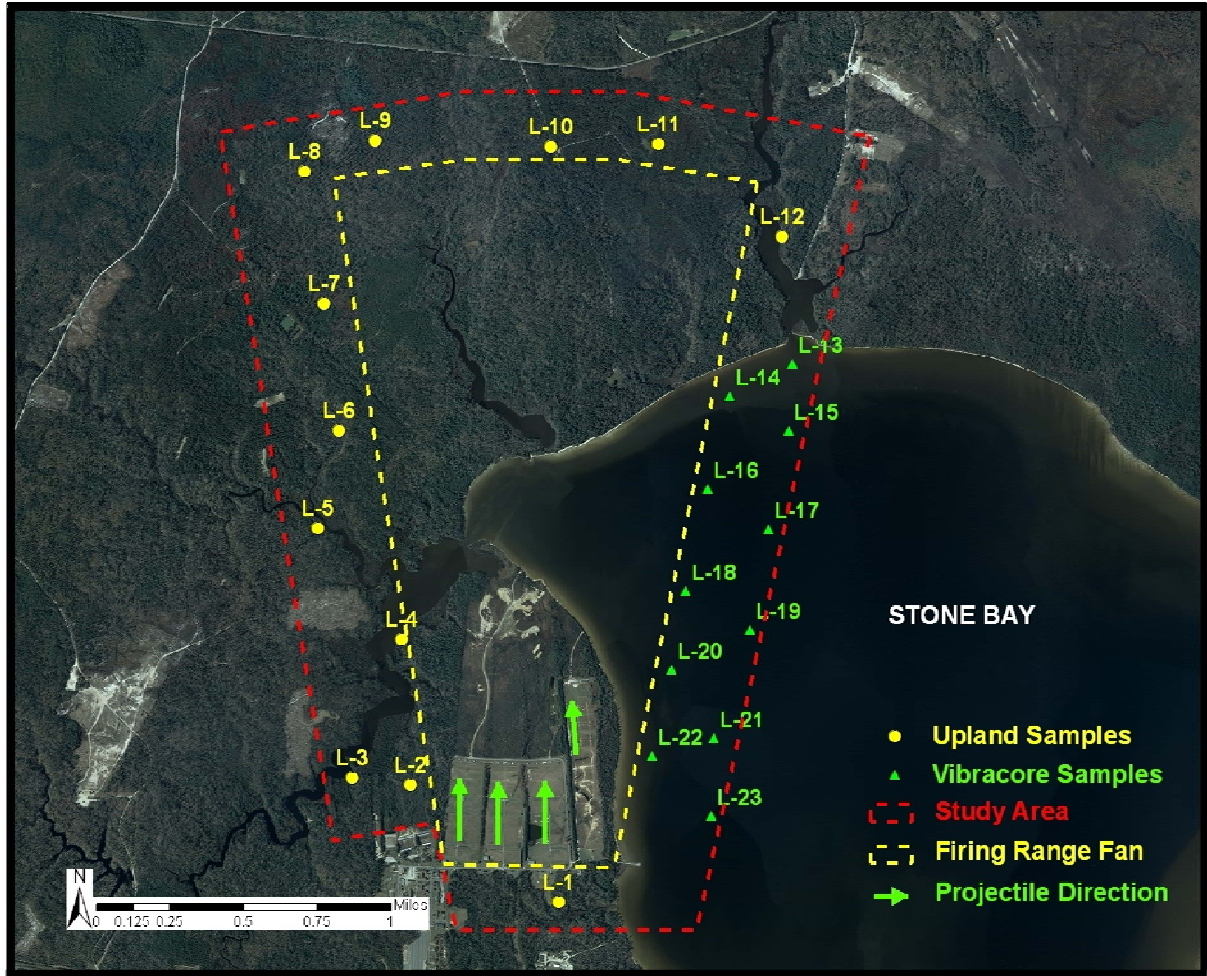 L-9
L-10
L-11
L-8
L-12
L-7
L-13
L-14
L-15
L-6
L-16
L-5
L-17
L-18
L-4
L-19
STONE BAY
L-20
L-21
L-22
Upland Samples
L-3
L-2
Vibracore Samples
L-23
Study Area
Firing Range Fan
L-1
Projectile Direction
N
Miles
0 0.125 0.25 0.5 0.75 1